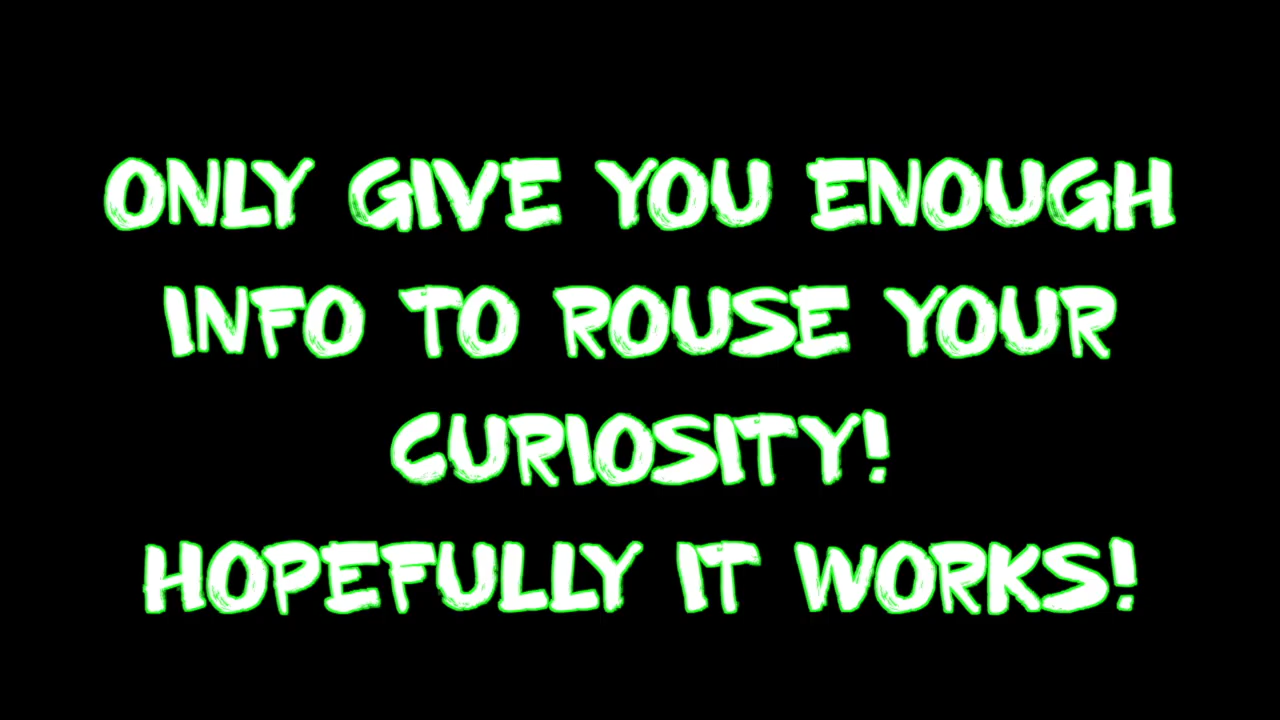 ONLY GIVE YOU ENOUGH
INFO TO ROUSE YOUR
CURIOSITY!
HOPEFULLY IT WORKS!